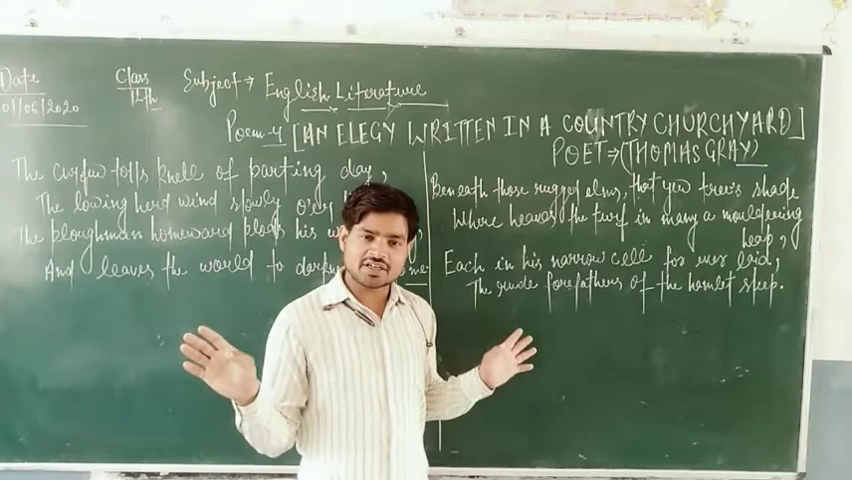 Date
01/06/2020
Class
12th
Subject → English Literature
Poem-4 [AN ELEGY WRITTEN IN A COUNTRY CHURCHYARD]
POET ⇒ (THOMAS GRAY)
The curfew tolls knell of parting day,
The lowing herd wind slowly o'er
The ploughman homeward plods his
And leaves the world to me.
Beneath those rugged elms, that yew tree's shade
Where heaves the turf in many a mouldering
heap,
Each in his narrow cell for ever laid,
The rude forefathers of the hamlet sleep.